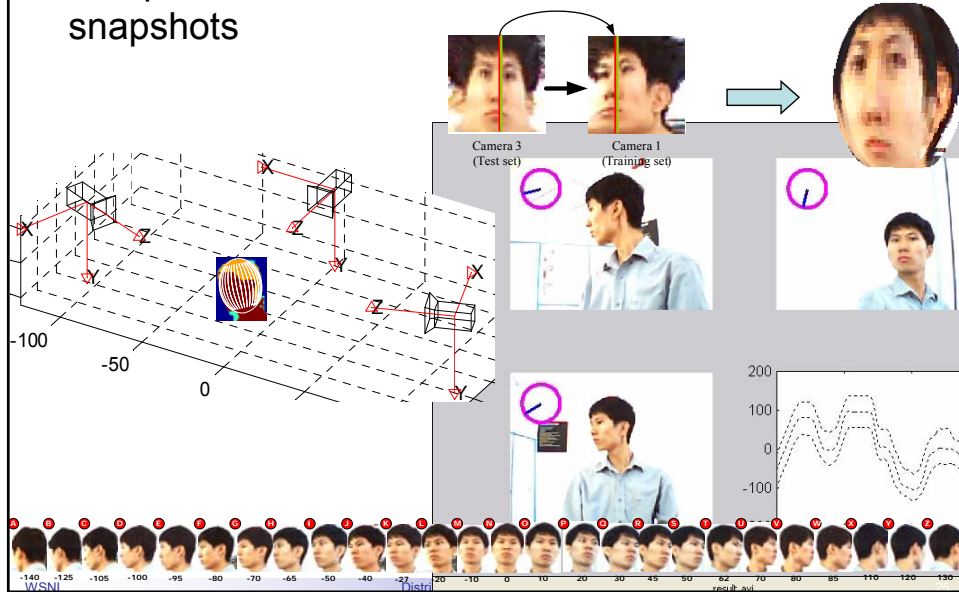 snapshots
Camera 3
(Test set)
Camera 1
(Training set)
X
Z
Y
X
Z
Y
X
Z
Y
-100
-50
0
200
100
0
-100
A B C D E F G H I J K L M N O P Q R S T U V W X Y Z
-140 -125 -105 -100 -95 -80 -70 -65 -50 -40 -27 -20 -10 0 10 20 30 45 50 62 70 80 85 110 120 130
WSNL
Distri
result.avi